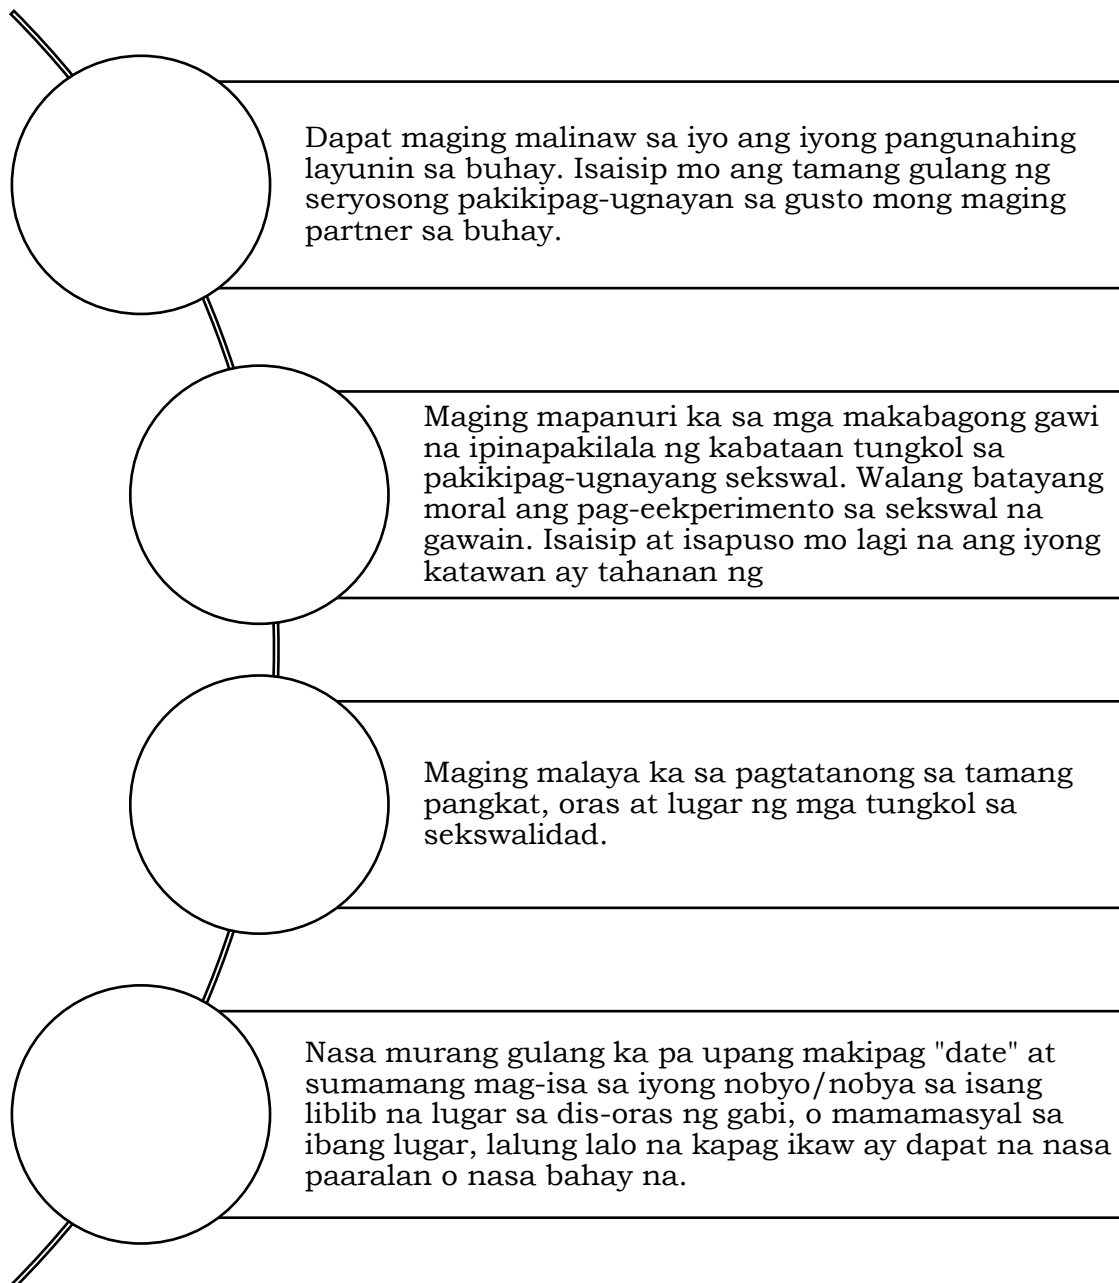 Dapat maging malinaw sa iyo ang iyong pangunahing
layunin sa buhay. Isaisip mo ang tamang gulang ng
seryosong pakikipag-ugnayan sa gusto mong maging
partner sa buhay.
Maging mapanuri ka sa mga makabagong gawi
na ipinapakilala ng kabataan tungkol sa
pakikipag-ugnayang sekswal. Walang batayang
moral ang pag-eekperimento sa sekswal na
gawain. Isaisip at isapuso mo lagi na ang iyong
katawan ay tahanan ng
Maging malaya ka sa pagtatanong sa tamang
pangkat, oras at lugar ng mga tungkol sa
sekswalidad.
Nasa murang gulang ka pa upang makipag "date" at
sumamang mag-isa sa iyong nobyo/nobya sa isang
liblib na lugar sa dis-oras ng gabi, o mamamasyal sa
ibang lugar, lalung lalo na kapag ikaw ay dapat na nasa
paaralan o nasa bahay na.